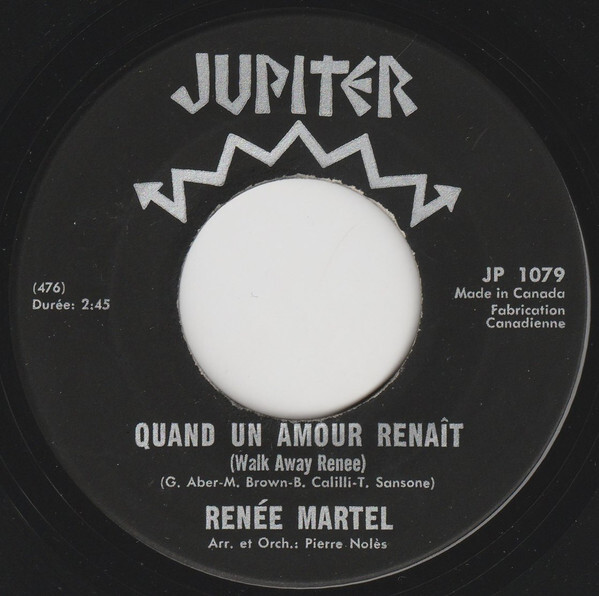 JUPITER
(476)
Durée: 2:45
JP 1079
Made in Canada
Fabrication
Canadienne
QUAND UN AMOUR RENAÎT
(Walk Away Renee)
(G. Aber-M. Brown-B. Calilli-T. Sansone)
RENÉE MARTEL
Arr. et Orch.: Pierre Nolès